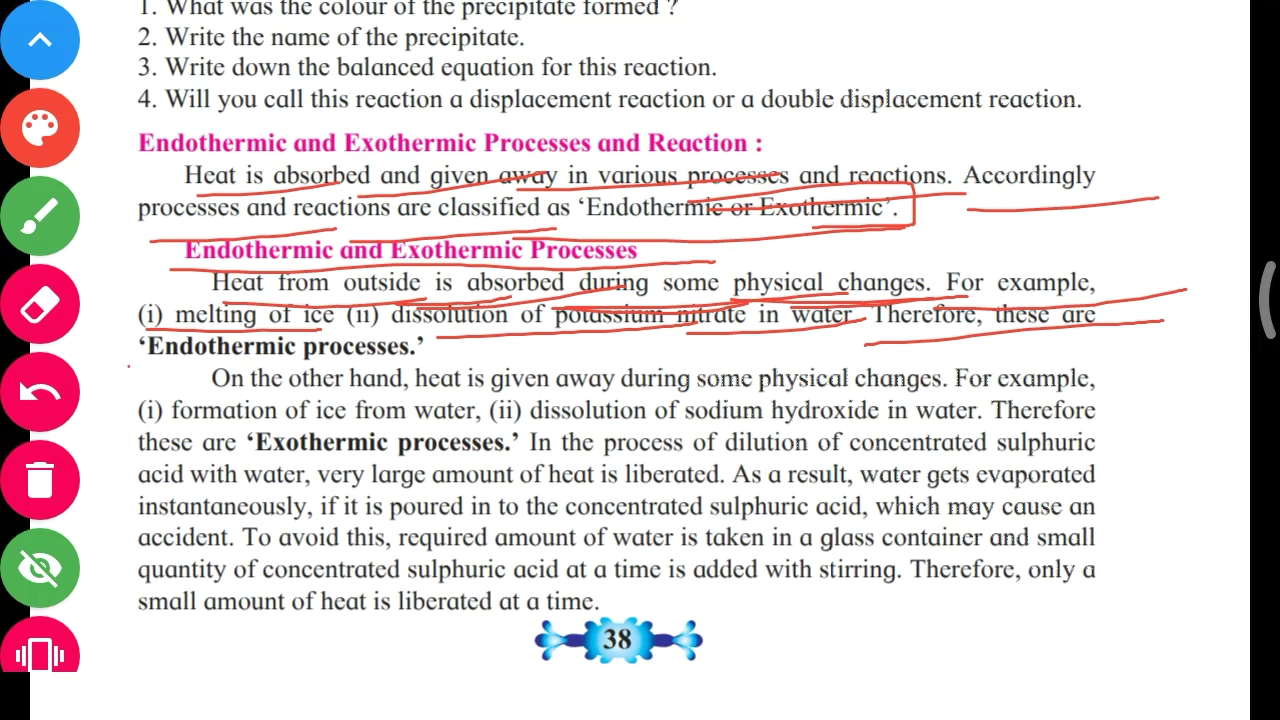 1. What was the colour of the precipitate formed ?
2. Write the name of the precipitate.
3. Write down the balanced equation for this reaction.
4. Will you call this reaction a displacement reaction or a double displacement reaction.
Endothermic and Exothermic Processes and Reaction :
Heat is absorbed and given away in various processes and reactions. Accordingly
processes and reactions are classified as ‘Endothermic or Exothermic’.
Endothermic and Exothermic Processes
Heat from outside is absorbed during some physical changes. For example,
(i) melting of ice (ii) dissolution of potassium nitrate in water. Therefore, these are
‘Endothermic processes.’
On the other hand, heat is given away during some physical changes. For example,
(i) formation of ice from water, (ii) dissolution of sodium hydroxide in water. Therefore
these are ‘Exothermic processes.’ In the process of dilution of concentrated sulphuric
acid with water, very large amount of heat is liberated. As a result, water gets evaporated
instantaneously, if it is poured in to the concentrated sulphuric acid, which may cause an
accident. To avoid this, required amount of water is taken in a glass container and small
quantity of concentrated sulphuric acid at a time is added with stirring. Therefore, only a
small amount of heat is liberated at a time.
38